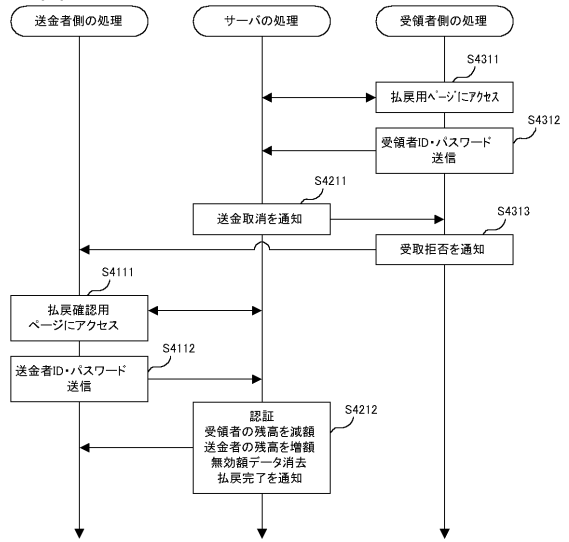 送金者側の処理
サーバの処理
受領者側の処理
S4311
払戻用ページにアクセス
S4312
受領者ID・パスワード
送信
S4211
送金取消を通知
S4313
受取拒否を通知
S4111
払戻確認用
ページにアクセス
S4112
送金者ID・パスワード
送信
S4212
認証
受領者の残高を減額
送金者の残高を増額
無効額データ消去
払戻完了を通知